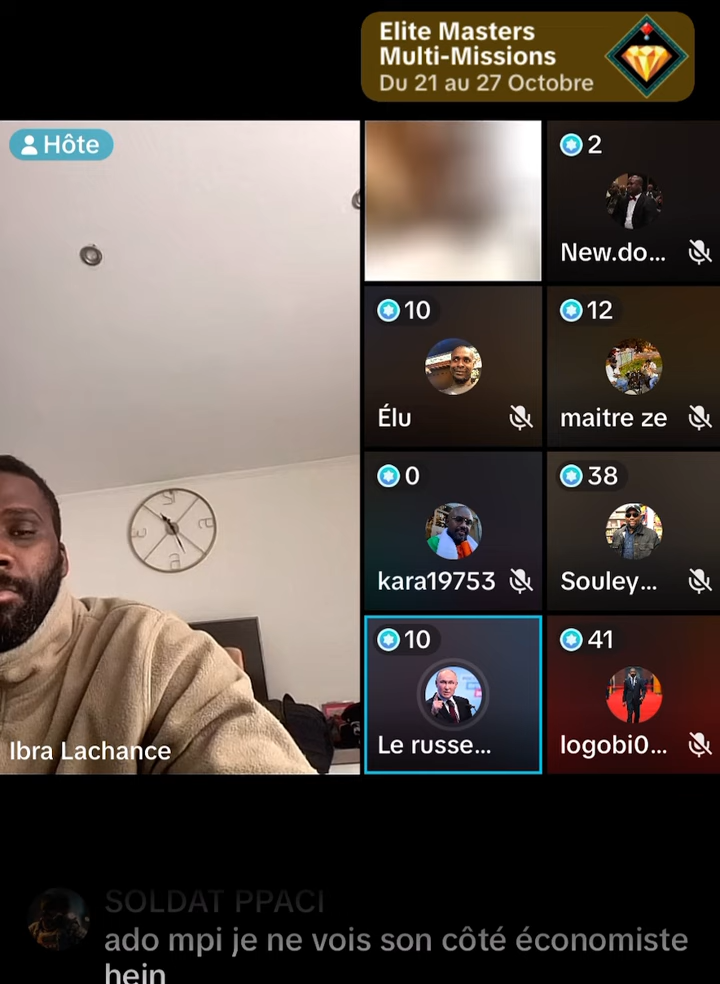 Elite Masters
Multi-Missions
Du 21 au 27 Octobre
Hôte
2
New.do...
10
Élu
12
maitre ze
0
kara19753
38
Souley...
10
Le russe...
41
logobi0...
Ibra Lachance
SOLDAT PPACI
ado mpi je ne vois son côté économiste
hein